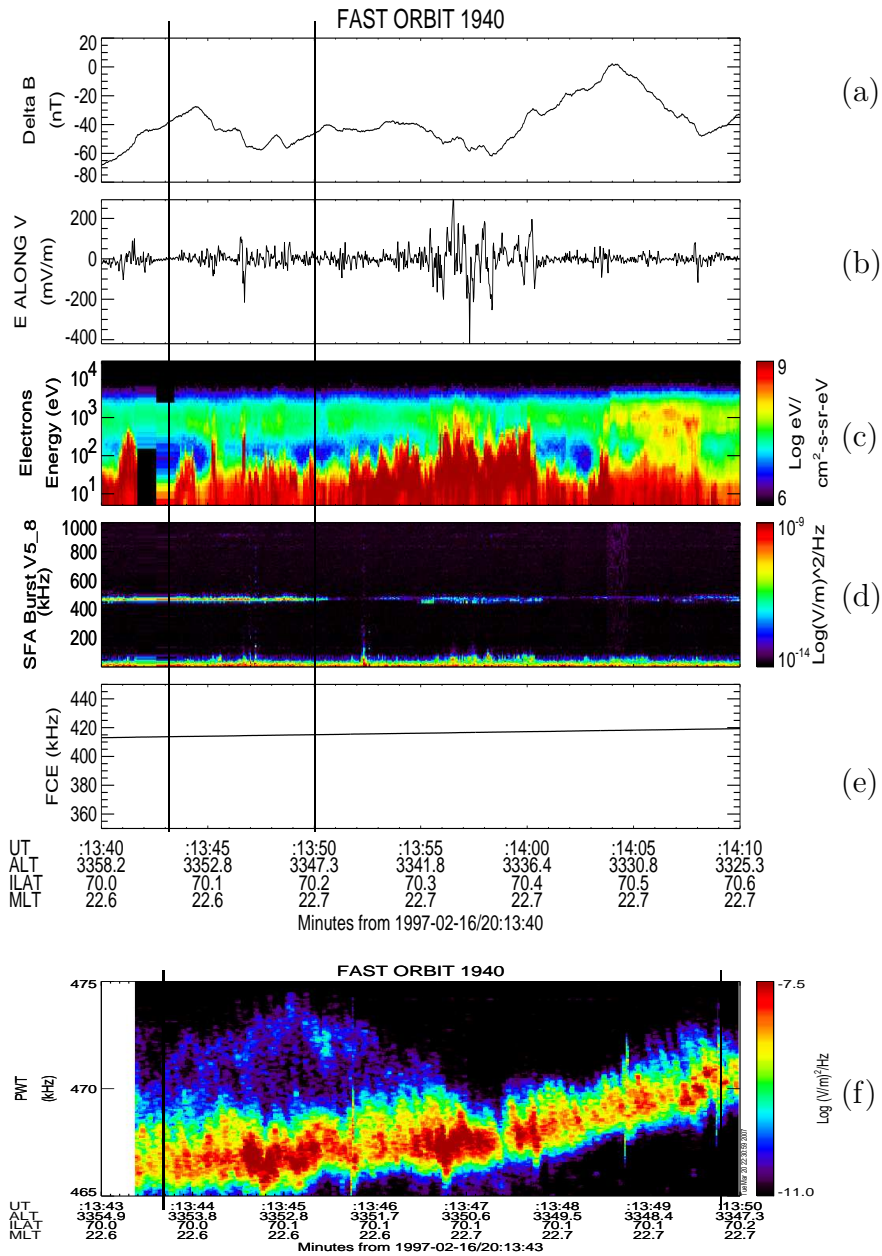 FAST ORBIT 1940
20
0
-20
-40
-60
-80
Delta B
(nT)
(a)
200
0
-200
-400
E ALONG V
(mV/m)
(b)
10^4
10^3
10^2
10^1
Electrons
Energy (eV)
9
6
Log eV/
cm^2-s-sr-eV
(c)
1000
800
600
400
200
SFA Burst V5_8
(kHz)
10^-9
10^-14
Log(V/m)^2/Hz
(d)
440
420
400
380
360
FCE (kHz)
(e)
UT :13:40 :13:45 :13:50 :13:55 :14:00 :14:05 :14:10
ALT 3358.2 3352.8 3347.3 3341.8 3336.4 3330.8 3325.3
ILAT 70.0 70.1 70.2 70.3 70.4 70.5 70.6
MLT 22.6 22.6 22.7 22.7 22.7 22.7 22.7
Minutes from 1997-02-16/20:13:40
FAST ORBIT 1940
475
470
465
PWT
(kHz)
-7.5
-11.0
Log (V/m)^2/Hz
(f)
Tue Mar 20 22:30:59 2007
UT :13:43 :13:44 :13:45 :13:46 :13:47 :13:48 :13:49 :13:50
ALT 3354.9 3353.8 3352.8 3351.7 3350.6 3349.5 3348.4 3347.3
ILAT 70.0 70.0 70.1 70.1 70.1 70.1 70.1 70.2
MLT 22.6 22.6 22.6 22.6 22.7 22.7 22.7 22.7
Minutes from 1997-02-16/20:13:43